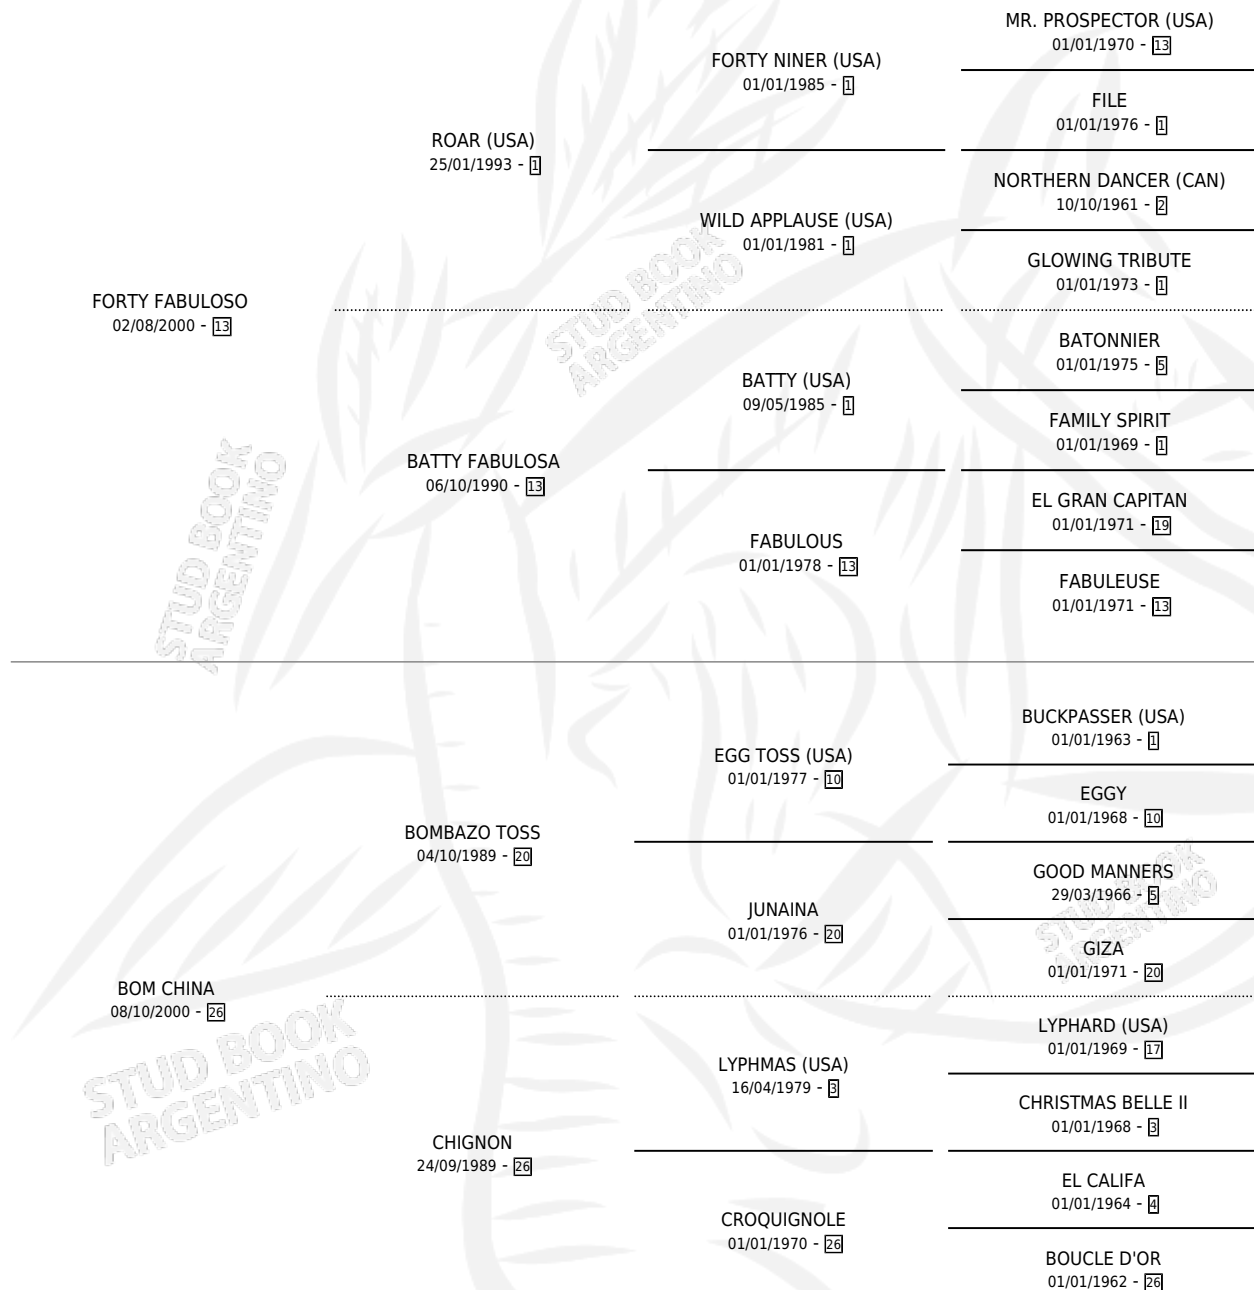 MR. PROSPECTOR (USA)
01/01/1970 - 13
FORTY NINER (USA)
01/01/1985 - 1
FILE
01/01/1976 - 1
ROAR (USA)
25/01/1993 - 1
NORTHERN DANCER (CAN)
10/10/1961 - 2
WILD APPLAUSE (USA)
01/01/1981 - 1
GLOWING TRIBUTE
01/01/1973 - 1
FORTY FABULOSO
02/08/2000 - 13
STUD BOOK
ARGENTINO
BATONNIER
01/01/1975 - 5
BATTY (USA)
09/05/1985 - 1
FAMILY SPIRIT
01/01/1969 - 1
BATTY FABULOSA
06/10/1990 - 13
EL GRAN CAPITAN
01/01/1971 - 19
FABULOUS
01/01/1978 - 13
FABULEUSE
01/01/1971 - 13
STUD BOOK
ARGENTINO
BUCKPASSER (USA)
01/01/1963 - 1
EGG TOSS (USA)
01/01/1977 - 10
EGGY
01/01/1968 - 10
BOMBAZO TOSS
04/10/1989 - 20
GOOD MANNERS
29/03/1966 - 5
JUNAINA
01/01/1976 - 20
GIZA
01/01/1971 - 20
STUD BOOK
ARGENTINO
BOM CHINA
08/10/2000 - 26
LYPHARD (USA)
01/01/1969 - 17
LYPHMAS (USA)
16/04/1979 - 3
CHRISTMAS BELLE II
01/01/1968 - 3
STUD BOOK
ARGENTINO
CHIGNON
24/09/1989 - 26
EL CALIFA
01/01/1964 - 4
CROQUIGNOLE
01/01/1970 - 26
BOUCLE D'OR
01/01/1962 - 26